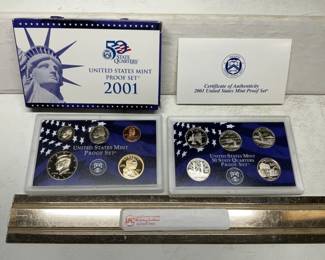 50
STATE
QUARTERS
UNITED STATES MINT
PROOF SET
2001
Certificate of Authenticity
2001 United States Mint Proof Set
UNITED STATES MINT
PROOF SET
UNITED STATES MINT
50 STATE QUARTERS
PROOF SET